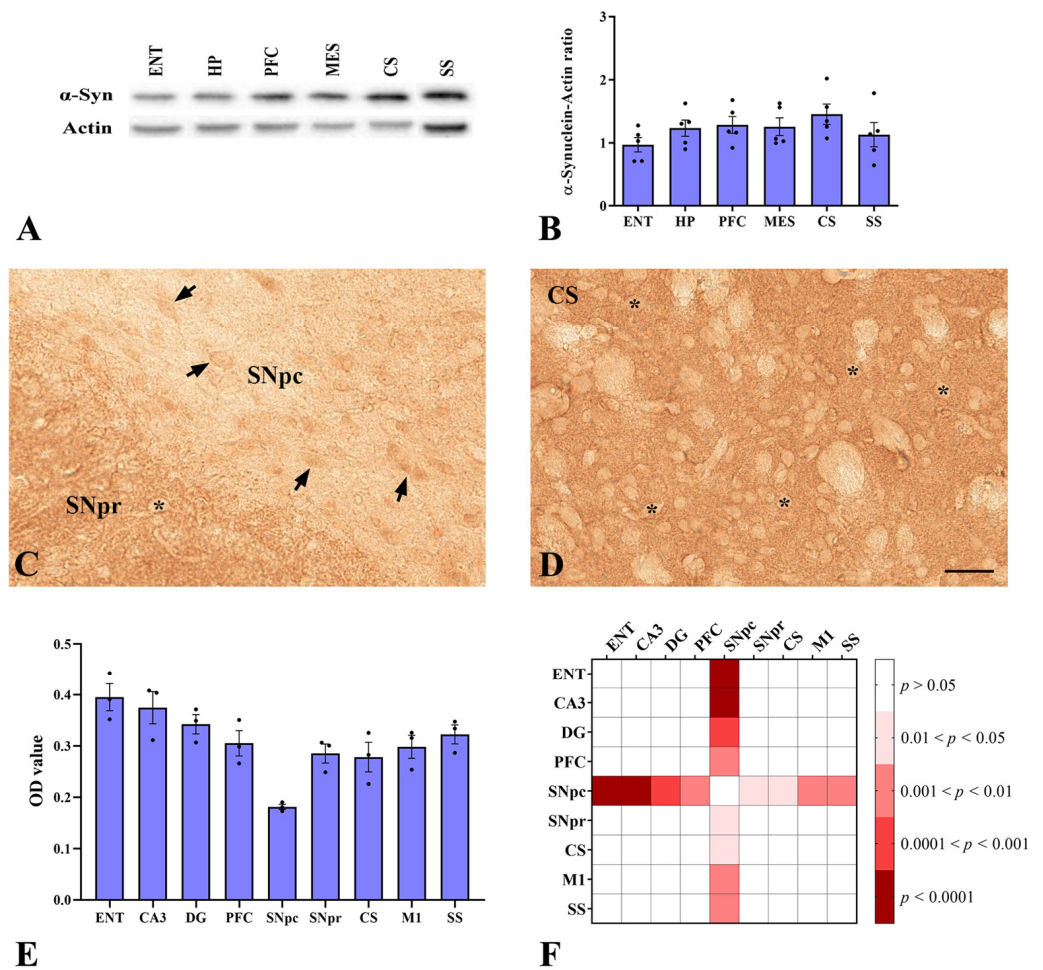 ENT HP PFC MES CS SS
α-Syn
Actin
A
α-Synuclein-Actin ratio
3
2
1
0
ENT HP PFC MES CS SS
B
SNpc
SNpr *
C
CS
*
*
*
*
*
D
OD value
0.5
0.4
0.3
0.2
0.1
0.0
ENT CA3 DG PFC SNpc SNpr CS M1 SS
E
ENT CA3 DG PFC SNpc SNpr CS M1 SS
ENT
CA3
DG
PFC
SNpc
SNpr
CS
M1
SS
p > 0.05
0.01 < p < 0.05
0.001 < p < 0.01
0.0001 < p < 0.001
p < 0.0001
F